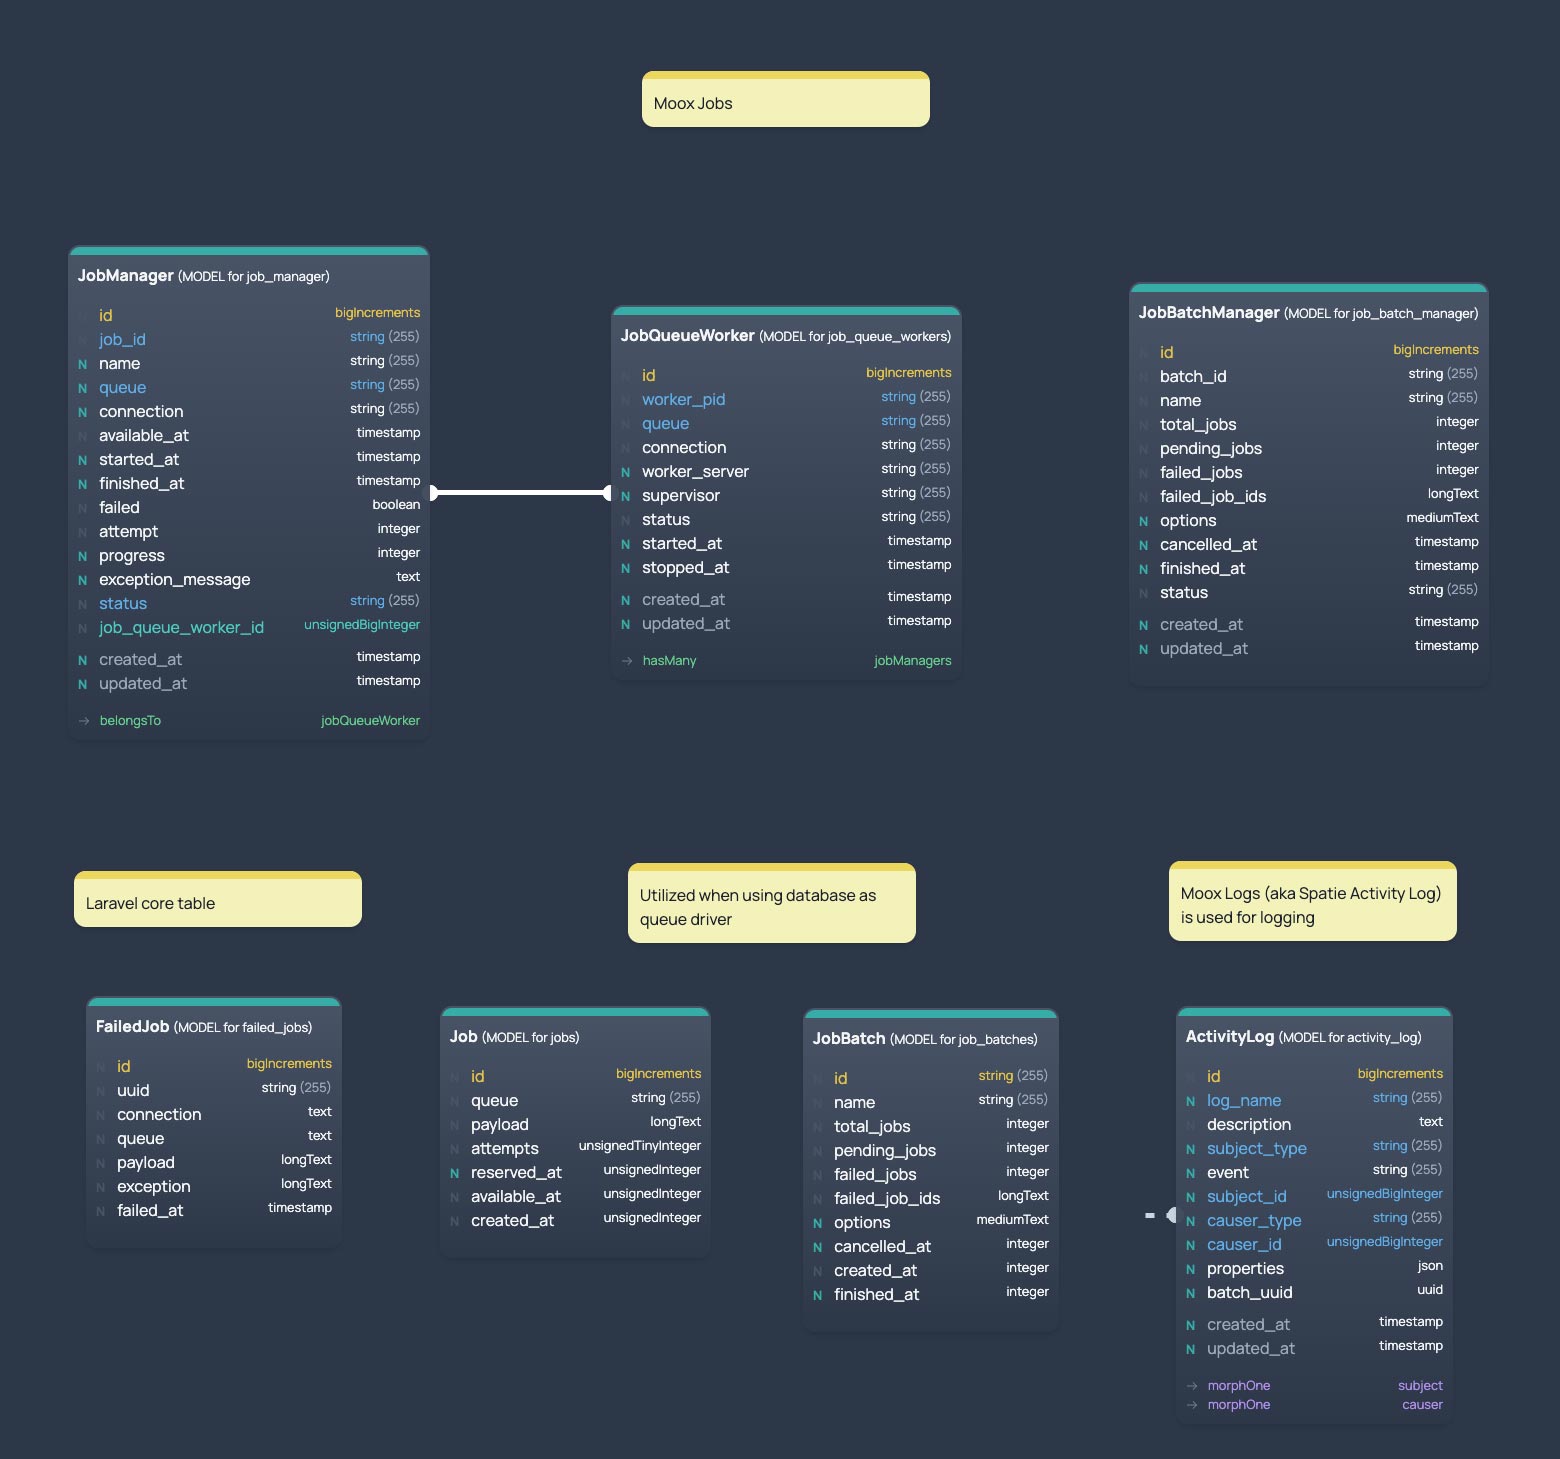 Moox Jobs
JobManager (MODEL for job_manager)
N id bigIncrements
N job_id string (255)
N name string (255)
N queue string (255)
N connection string (255)
N available_at timestamp
N started_at timestamp
N finished_at timestamp
N failed boolean
N attempt integer
N progress integer
N exception_message text
N status string (255)
N job_queue_worker_id unsignedBigInteger
N created_at timestamp
N updated_at timestamp
→ belongsTo jobQueueWorker
JobQueueWorker (MODEL for job_queue_workers)
N id bigIncrements
N worker_pid string (255)
N queue string (255)
N connection string (255)
N worker_server string (255)
N supervisor string (255)
N status string (255)
N started_at timestamp
N stopped_at timestamp
N created_at timestamp
N updated_at timestamp
→ hasMany jobManagers
JobBatchManager (MODEL for job_batch_manager)
N id bigIncrements
N batch_id string (255)
N name string (255)
N total_jobs integer
N pending_jobs integer
N failed_jobs integer
N failed_job_ids longText
N options mediumText
N cancelled_at timestamp
N finished_at timestamp
N status string (255)
N created_at timestamp
N updated_at timestamp
Laravel core table
Utilized when using database as
queue driver
Moox Logs (aka Spatie Activity Log)
is used for logging
FailedJob (MODEL for failed_jobs)
N id bigIncrements
N uuid string (255)
N connection text
N queue text
N payload longText
N exception longText
N failed_at timestamp
Job (MODEL for jobs)
N id bigIncrements
N queue string (255)
N payload longText
N attempts unsignedTinyInteger
N reserved_at unsignedInteger
N available_at unsignedInteger
N created_at unsignedInteger
JobBatch (MODEL for job_batches)
N id string (255)
N name string (255)
N total_jobs integer
N pending_jobs integer
N failed_jobs integer
N failed_job_ids longText
N options mediumText
N cancelled_at integer
N created_at integer
N finished_at integer
ActivityLog (MODEL for activity_log)
N id bigIncrements
N log_name string (255)
N description text
N subject_type string (255)
N event string (255)
N subject_id unsignedBigInteger
N causer_type string (255)
N causer_id unsignedBigInteger
N properties json
N batch_uuid uuid
N created_at timestamp
N updated_at timestamp
→ morphOne subject
→ morphOne causer